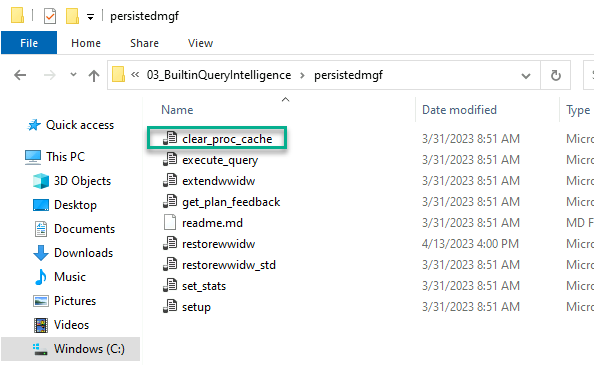 persistedmgf
File Home Share View
« 03_BuiltinQueryIntelligence > persistedmgf
Name Date modified Type
Quick access
This PC
3D Objects
Desktop
Documents
Downloads
Music
Pictures
Videos
Windows (C:)
clear_proc_cache 3/31/2023 8:51 AM Micro
execute_query 3/31/2023 8:51 AM Micro
extendwwidw 3/31/2023 8:51 AM Micro
get_plan_feedback 3/31/2023 8:51 AM Micro
readme.md 3/31/2023 8:51 AM MD F
restorewwidw 4/13/2023 4:00 PM Micro
restorewwidw_std 3/31/2023 8:51 AM Micro
set_stats 3/31/2023 8:51 AM Micro
setup 3/31/2023 8:51 AM Micro